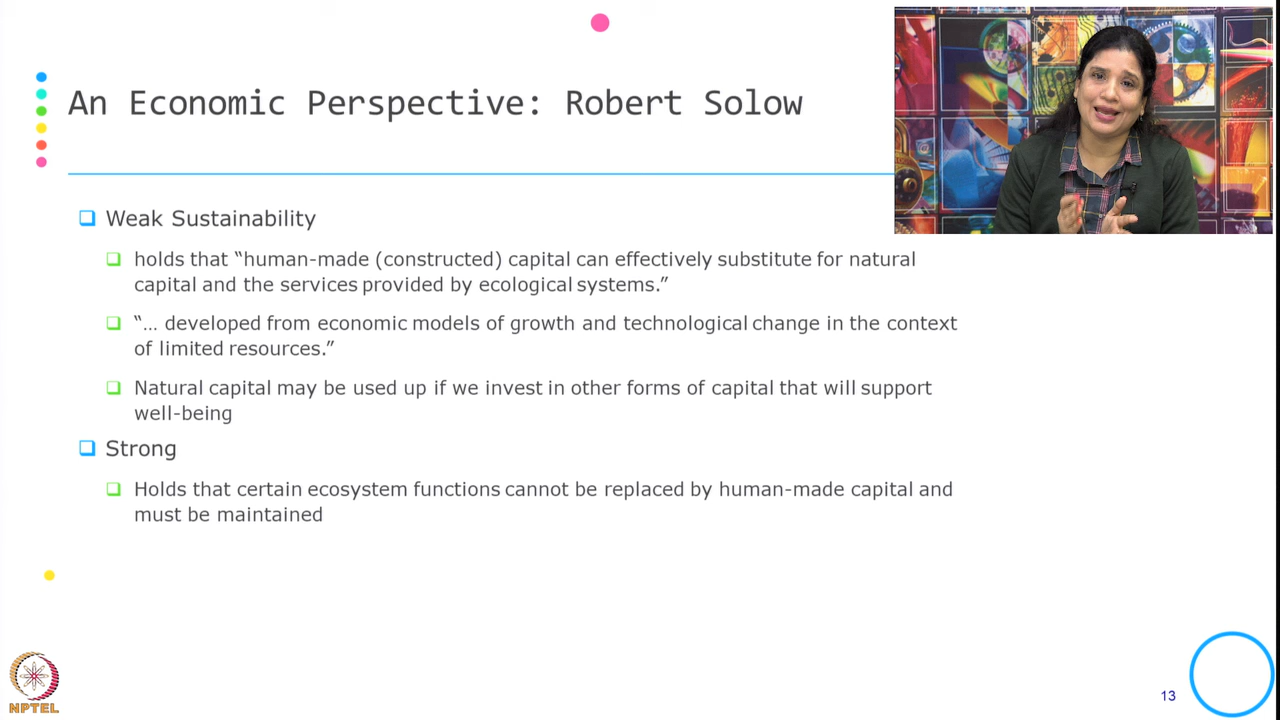 An Economic Perspective: Robert Solow
Weak Sustainability
holds that “human-made (constructed) capital can effectively substitute for natural
capital and the services provided by ecological systems.”
“… developed from economic models of growth and technological change in the context
of limited resources.”
Natural capital may be used up if we invest in other forms of capital that will support
well-being
Strong
Holds that certain ecosystem functions cannot be replaced by human-made capital and
must be maintained
NPTEL
13